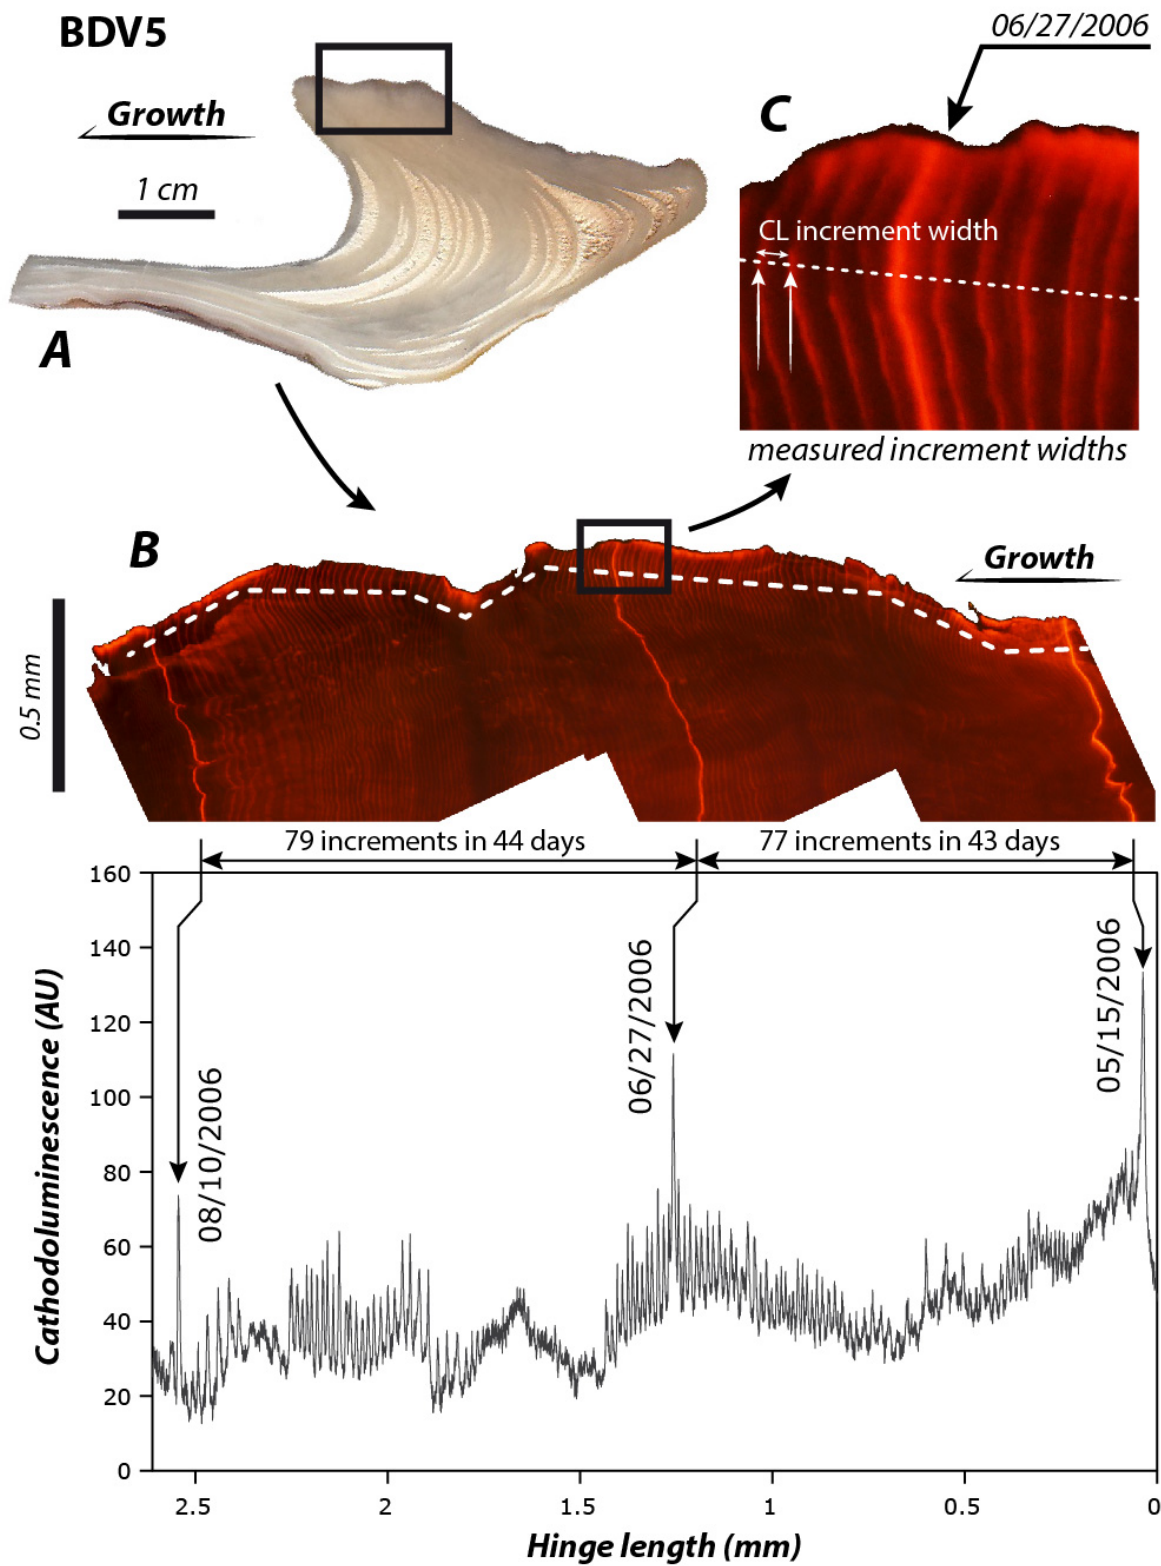 BDV5
06/27/2006
Growth
C
1 cm
CL increment width
A
measured increment widths
B
Growth
0.5 mm
79 increments in 44 days
77 increments in 43 days
160
140
120
100
80
60
40
20
0
Cathodoluminescence (AU)
08/10/2006
06/27/2006
05/15/2006
2.5
2
1.5
1
0.5
0
Hinge length (mm)